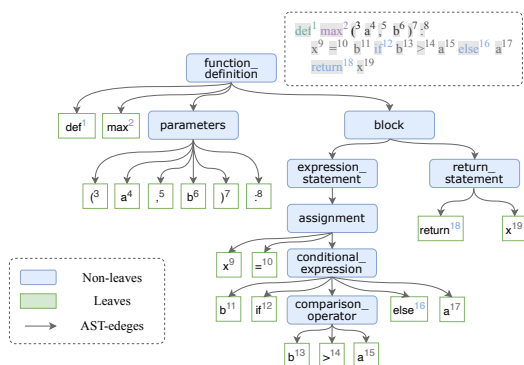 def1 max2 (3 a4 ,5 b6 )7 :8
x9 =10 b11 if12 b13 >14 a15 else16 a17
return18 x19
function_
definition
def1 max2 parameters block
expression_
statement
return_
statement
(3 a4 ,5 b6 )7 :8
assignment
return18 x19
x9 =10 conditional_
expression
b11 if12 comparison_
operator else16 a17
b13 >14 a15
Non-leaves
Leaves
AST-edeges